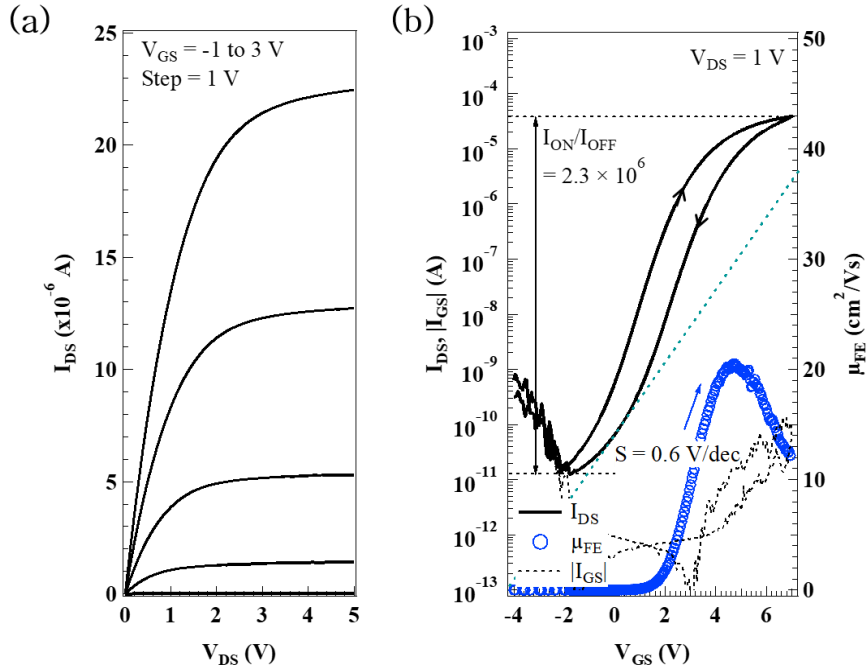 (a)
V_GS = -1 to 3 V
Step = 1 V
25
20
15
10
5
0
I_DS (x10^-6 A)
0 1 2 3 4 5
V_DS (V)
(b)
V_DS = 1 V
I_ON/I_OFF
= 2.3 × 10^6
S = 0.6 V/dec
I_DS
μ_FE
|I_GS|
10^-3
10^-4
10^-5
10^-6
10^-7
10^-8
10^-9
10^-10
10^-11
10^-12
10^-13
I_DS, |I_GS| (A)
50
40
30
20
10
0
μ_FE (cm^2/Vs)
-4 -2 0 2 4 6
V_GS (V)